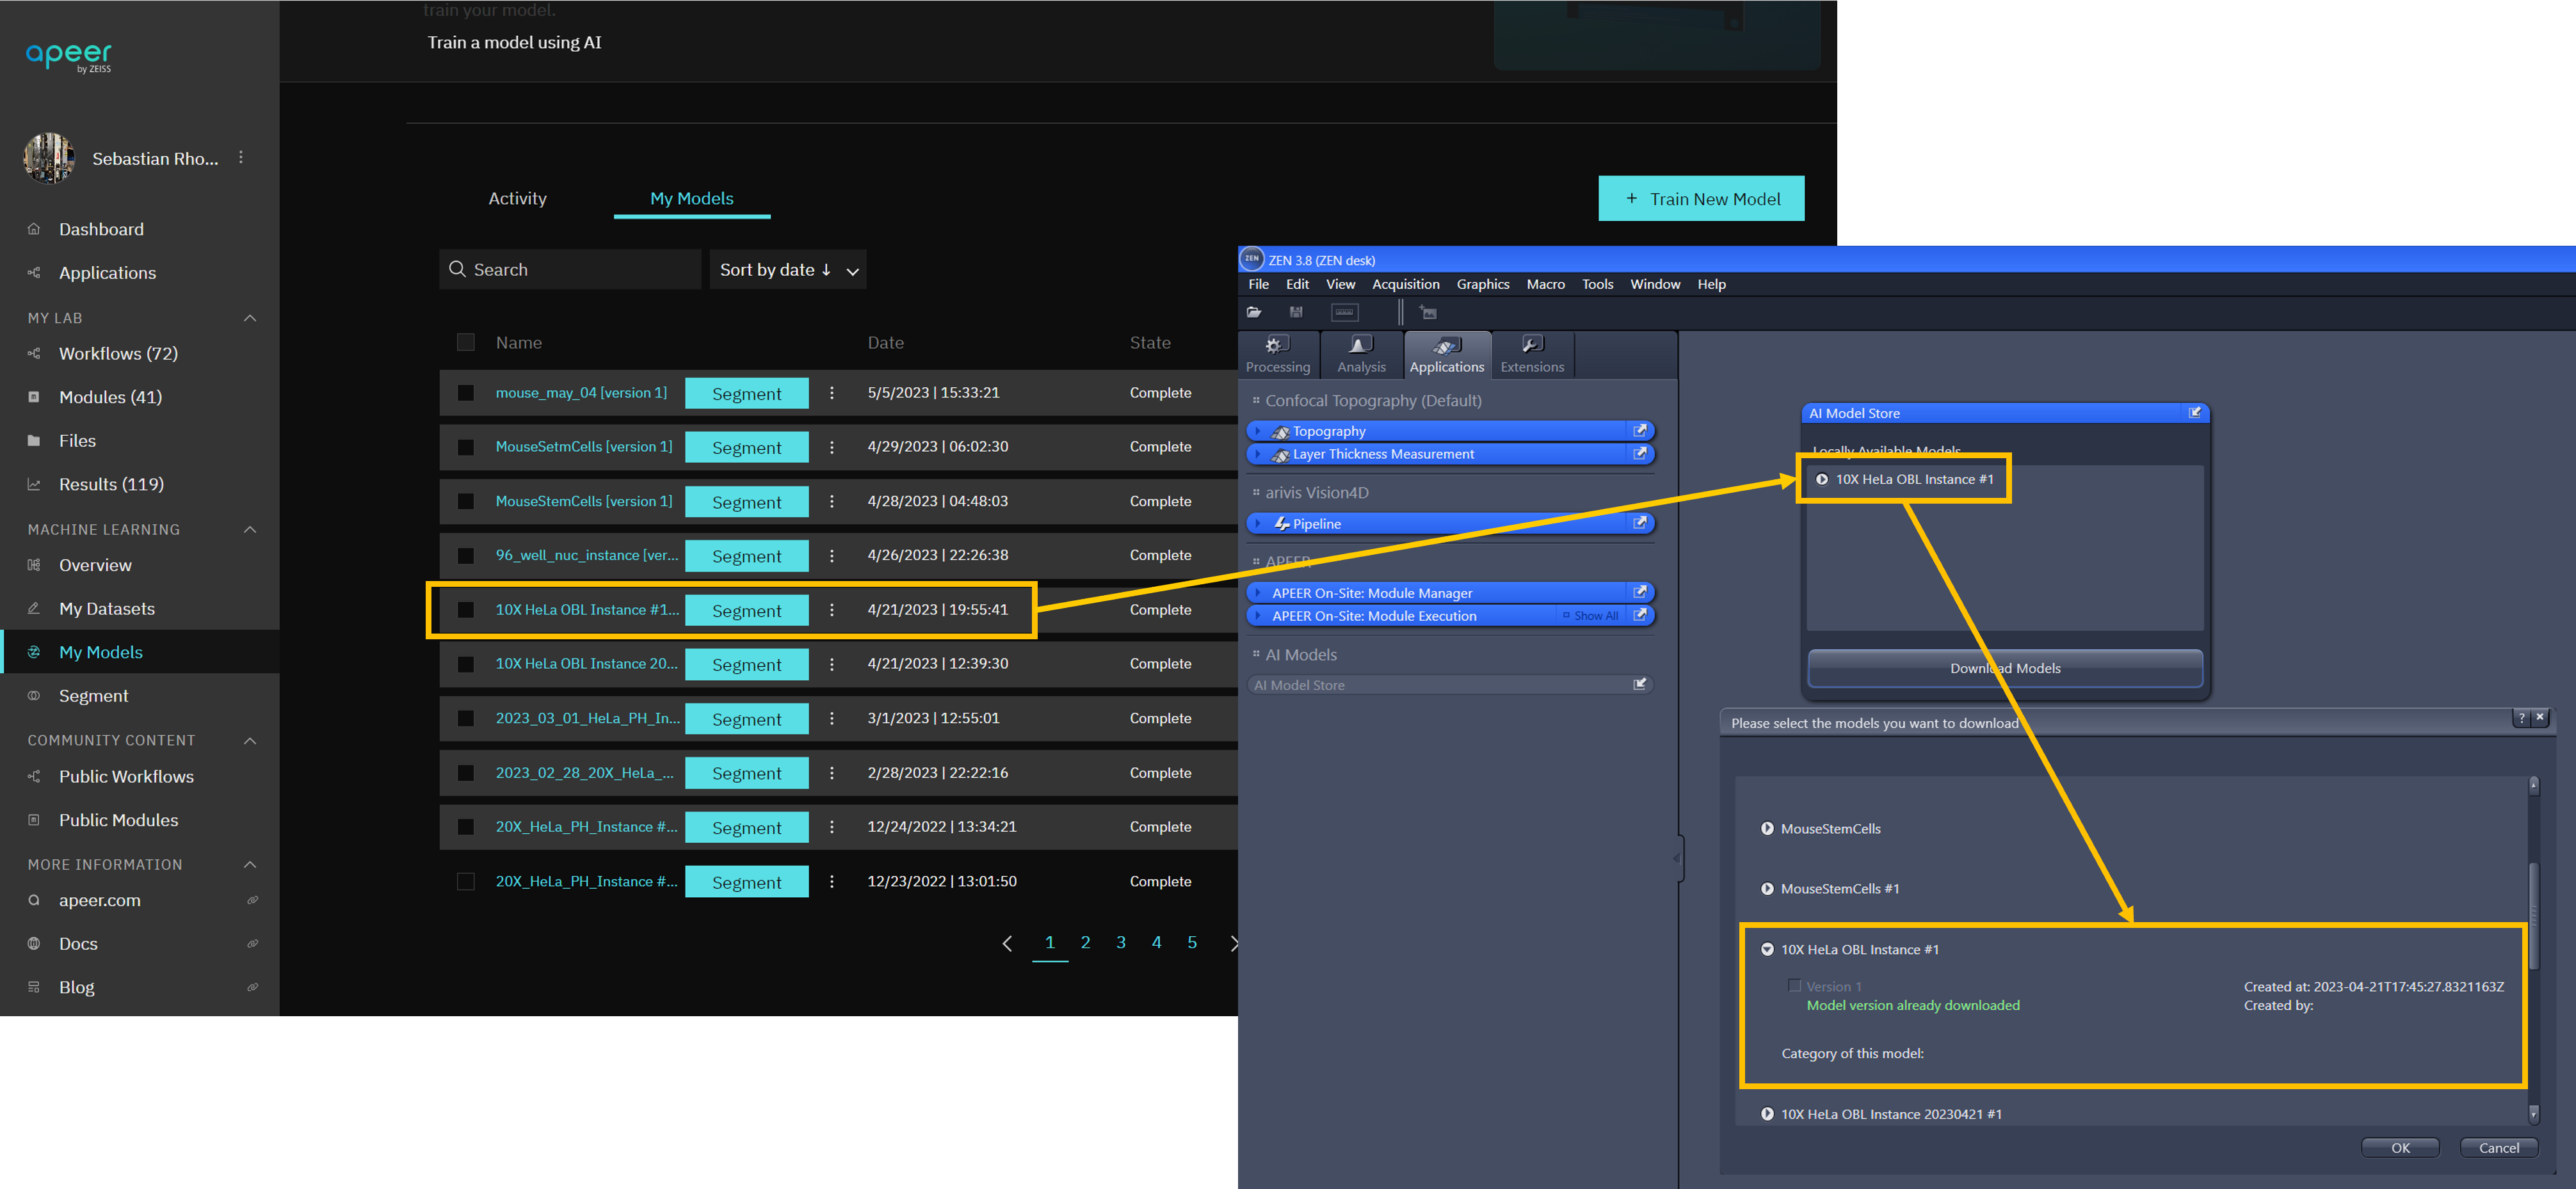 train your model.
Train a model using AI
apeer
by ZEISS
Sebastian Rho...
Dashboard
Applications
MY LAB
Workflows (72)
Modules (41)
Files
Results (119)
MACHINE LEARNING
Overview
My Datasets
My Models
Segment
COMMUNITY CONTENT
Public Workflows
Public Modules
MORE INFORMATION
apeer.com
Docs
Blog
Activity My Models + Train New Model
Search Sort by date ↓
Name Date State
mouse_may_04 [version 1] Segment 5/5/2023 | 15:33:21 Complete
MouseSetmCells [version 1] Segment 4/29/2023 | 06:02:30 Complete
MouseStemCells [version 1] Segment 4/28/2023 | 04:48:03 Complete
96_well_nuc_instance [ver... Segment 4/26/2023 | 22:26:38 Complete
10X HeLa OBL Instance #1... Segment 4/21/2023 | 19:55:41 Complete
10X HeLa OBL Instance 20... Segment 4/21/2023 | 12:39:30 Complete
2023_03_01_HeLa_PH_In... Segment 3/1/2023 | 12:55:01 Complete
2023_02_28_20X_HeLa_... Segment 2/28/2023 | 22:22:16 Complete
20X_HeLa_PH_Instance #... Segment 12/24/2022 | 13:34:21 Complete
20X_HeLa_PH_Instance #... Segment 12/23/2022 | 13:01:50 Complete
1 2 3 4 5
ZEN ZEN 3.8 (ZEN desk)
File Edit View Acquisition Graphics Macro Tools Window Help
Processing Analysis Applications Extensions
Confocal Topography (Default)
Topography
Layer Thickness Measurement
arivis Vision4D
Pipeline
APEER
APEER On-Site: Module Manager
APEER On-Site: Module Execution Show All
AI Models
AI Model Store
AI Model Store
Locally Available Models
10X HeLa OBL Instance #1
Download Models
Please select the models you want to download ?
MouseStemCells
MouseStemCells #1
10X HeLa OBL Instance #1
Version 1 Created at: 2023-04-21T17:45:27.8321163Z
Model version already downloaded Created by:
Category of this model:
10X HeLa OBL Instance 20230421 #1
OK Cancel